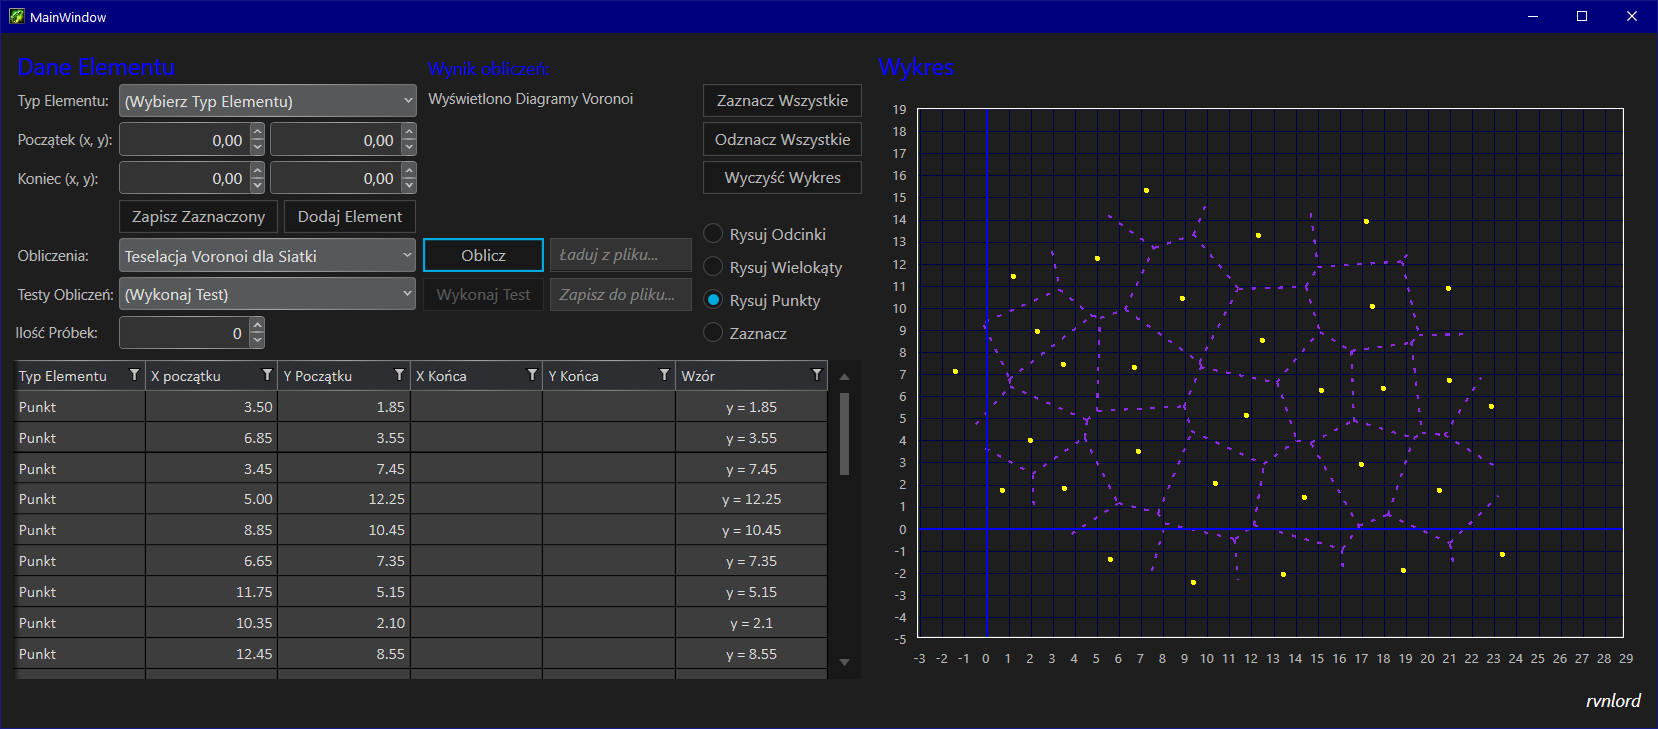 MainWindow
Dane Elementu
Wynik obliczeń:
Wykres
Typ Elementu:
(Wybierz Typ Elementu)
Wyświetlono Diagramy Voronoi
Zaznacz Wszystkie
Początek (x, y):
0,00
0,00
Odznacz Wszystkie
Koniec (x, y):
0,00
0,00
Wyczyść Wykres
Zapisz Zaznaczony
Dodaj Element
Rysuj Odcinki
Obliczenia:
Teselacja Voronoi dla Siatki
Oblicz
Ładuj z pliku...
Rysuj Wielokąty
Testy Obliczeń:
(Wykonaj Test)
Wykonaj Test
Zapisz do pliku...
Rysuj Punkty
Ilość Próbek:
0
Zaznacz
Typ Elementu X początku Y Początku X Końca Y Końca Wzór
Punkt 3.50 1.85 y = 1.85
Punkt 6.85 3.55 y = 3.55
Punkt 3.45 7.45 y = 7.45
Punkt 5.00 12.25 y = 12.25
Punkt 8.85 10.45 y = 10.45
Punkt 6.65 7.35 y = 7.35
Punkt 11.75 5.15 y = 5.15
Punkt 10.35 2.10 y = 2.1
Punkt 12.45 8.55 y = 8.55
19
18
17
16
15
14
13
12
11
10
9
8
7
6
5
4
3
2
1
0
-1
-2
-3
-4
-5
-3 -2 -1 0 1 2 3 4 5 6 7 8 9 10 11 12 13 14 15 16 17 18 19 20 21 22 23 24 25 26 27 28 29
rvnlord